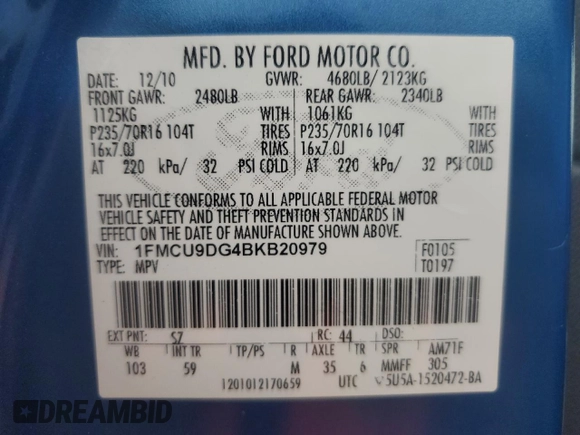 MFD. BY FORD MOTOR CO.
DATE: 12/10 GVWR: 4680LB/ 2123KG
FRONT GAWR: 2480LB REAR GAWR: 2340LB
1125KG WITH 1061KG WITH
P235/70R16 104T TIRES P235/70R16 104T TIRES
16x7.0J RIMS 16x7.0J RIMS
AT 220 kPa/ 32 PSI COLD AT 220 kPa/ 32 PSI COLD
THIS VEHICLE CONFORMS TO ALL APPLICABLE FEDERAL MOTOR
VEHICLE SAFETY AND THEFT PREVENTION STANDARDS IN
EFFECT ON THE DATE OF MANUFACTURE SHOWN ABOVE.
VIN: 1FMCU9DG4BKB20979 F0105
TYPE: MPV T0197
EXT PNT: SZ RC: 44 DSO:
WB INT TR TP/PS R AXLE TR SPR AM71F
103 59 M 35 6 MMFF 305
1201012170659 UTC V5U5A-1520472-BA
DREAMBID